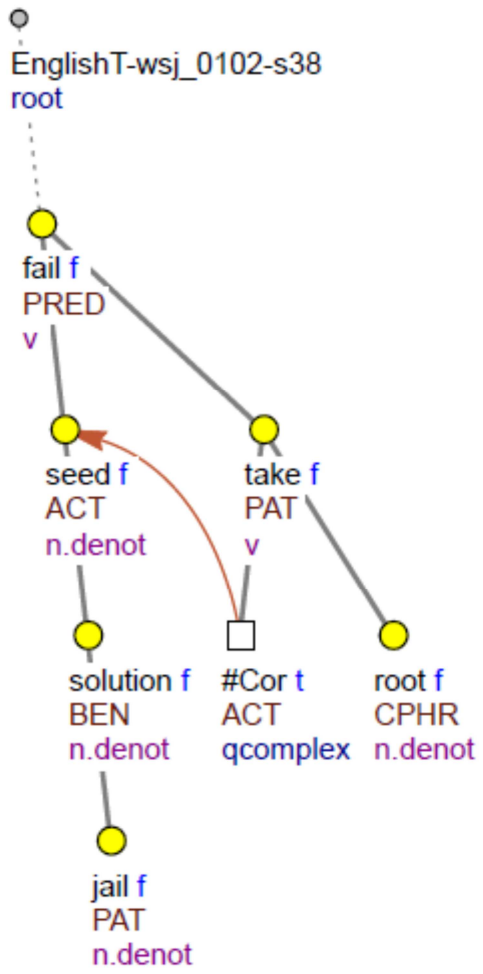 EnglishT-wsj_0102-s38
root
fail f
PRED
v
seed f
ACT
n.denot
take f
PAT
v
solution f
BEN
n.denot
#Cor t
ACT
qcomplex
root f
CPHR
n.denot
jail f
PAT
n.denot